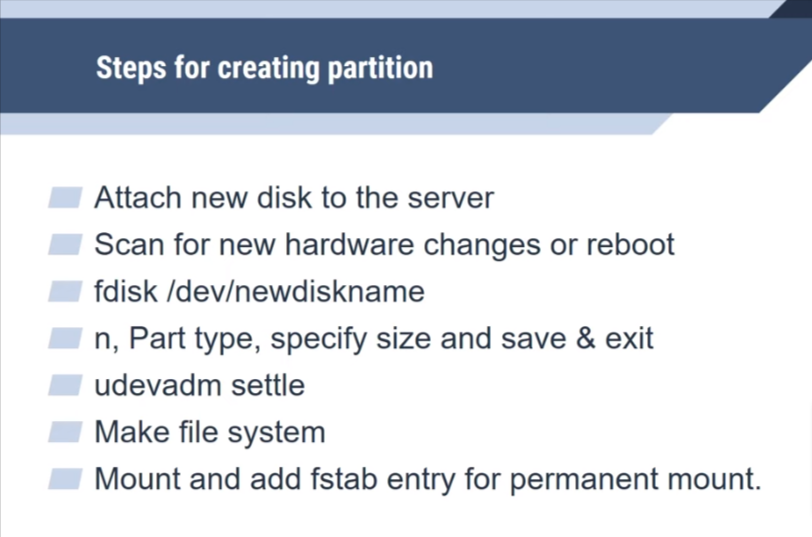 Steps for creating partition
Attach new disk to the server
Scan for new hardware changes or reboot
fdisk /dev/newdiskname
n, Part type, specify size and save & exit
udevadm settle
Make file system
Mount and add fstab entry for permanent mount.